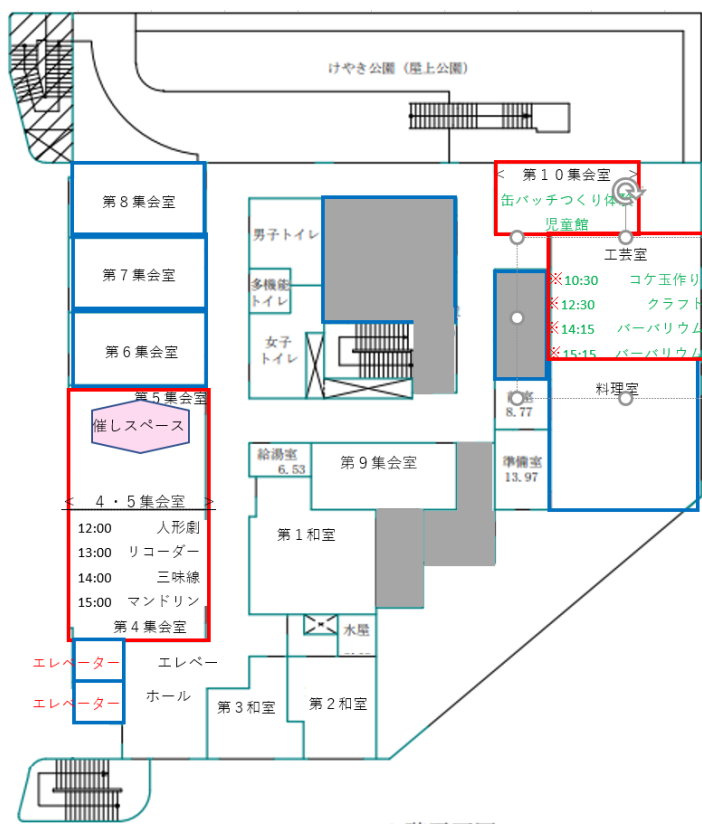 けやき公園（屋上公園）
< 第１０集会室 >
缶バッチつくり体
児童館
第８集会室
男子トイレ
工芸室
第７集会室
多機能
トイレ
※10:30 コケ玉作り
※12:30 クラフト
※14:15 バーバリウム
※15:15 バーバリウム
第６集会室
女子
トイレ
第５集会室
料理室
室
8.77
催しスペース
給湯室
6.53
第９集会室
準備室
13.97
< ４・５集会室 >
12:00 人形劇
13:00 リコーダー
14:00 三味線
15:00 マンドリン
第１和室
第４集会室
水屋
エレベーター
エレベー
エレベーター
ホール
第３和室
第２和室